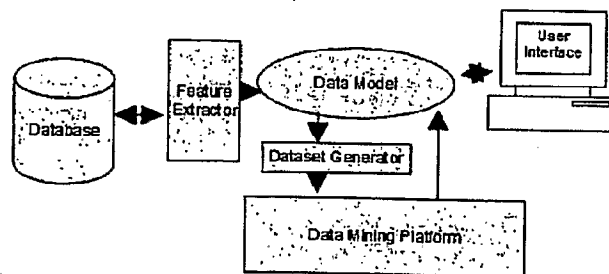 User
Interface
Feature
Extractor
Data Model
Database
Dataset Generator
Data Mining Platform